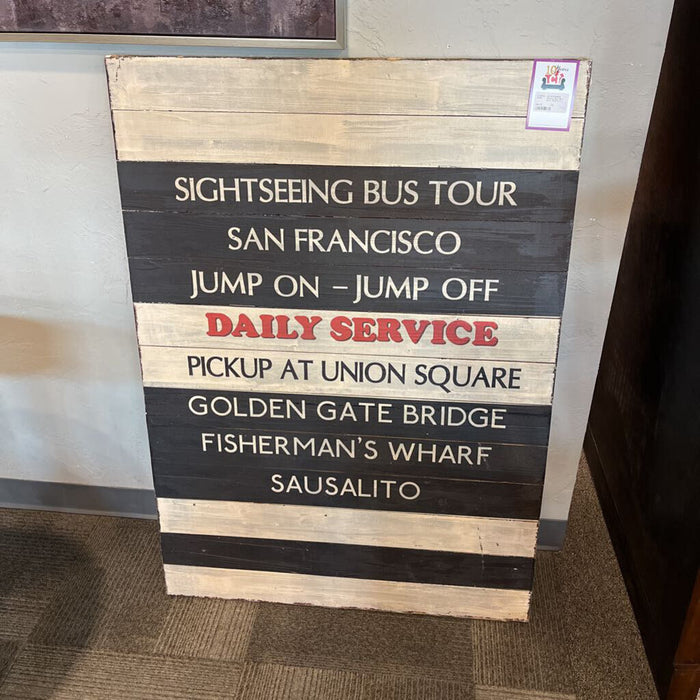 SIGHTSEEING BUS TOUR
SAN FRANCISCO
JUMP ON – JUMP OFF
DAILY SERVICE
PICKUP AT UNION SQUARE
GOLDEN GATE BRIDGE
FISHERMAN'S WHARF
SAUSALITO